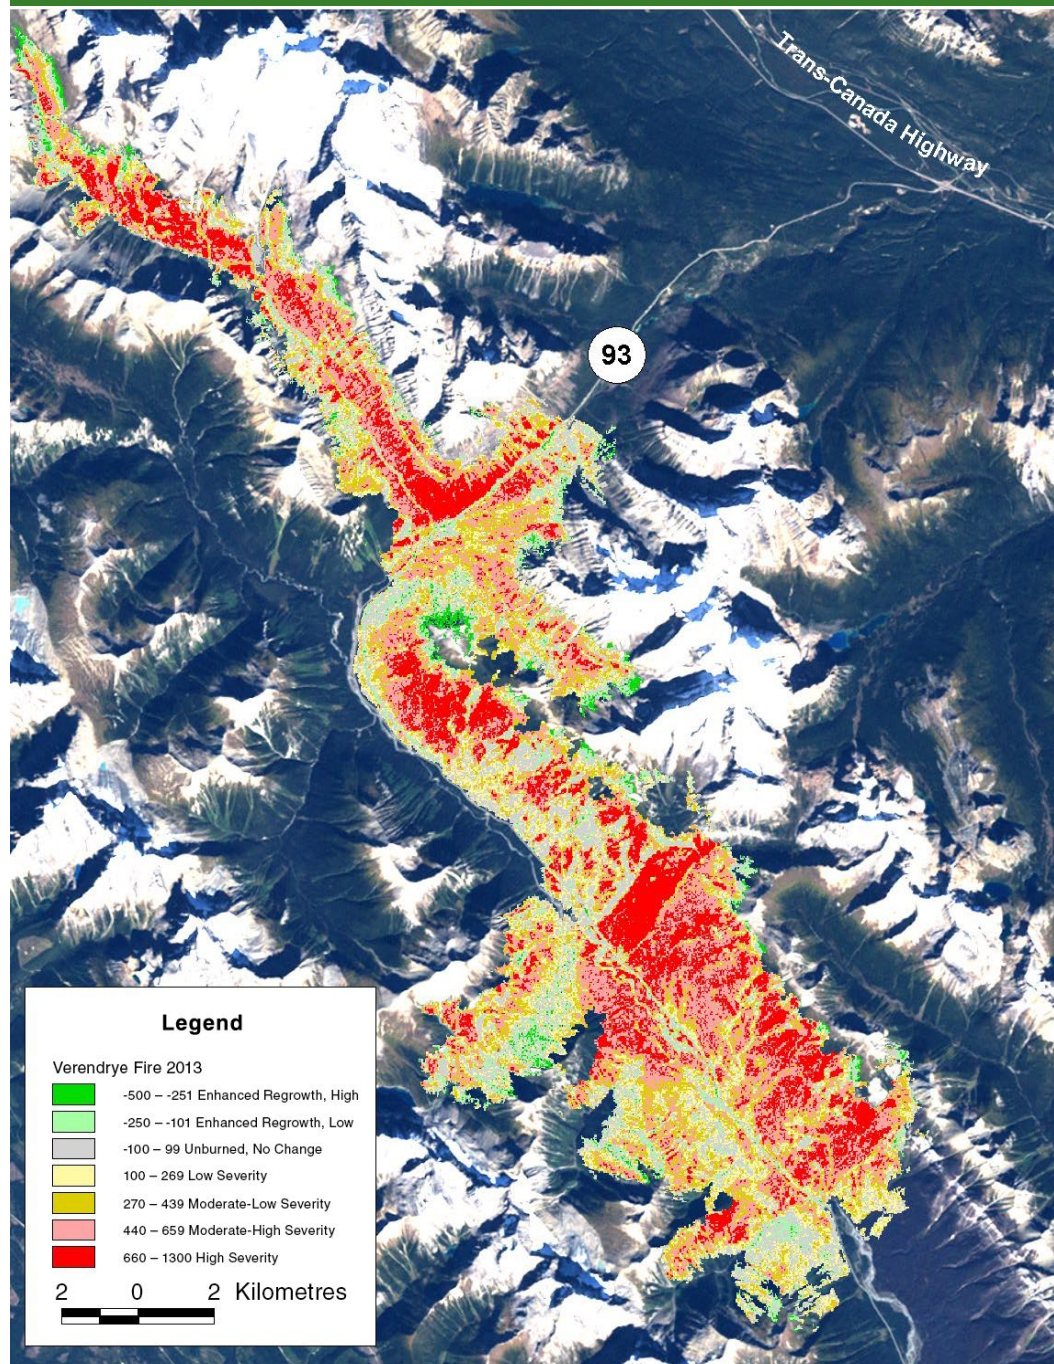 Trans-Canada Highway
93
Legend
Verendrye Fire 2013
-500 – -251 Enhanced Regrowth, High
-250 – -101 Enhanced Regrowth, Low
-100 – 99 Unburned, No Change
100 – 269 Low Severity
270 – 439 Moderate-Low Severity
440 – 659 Moderate-High Severity
660 – 1300 High Severity
2 0 2 Kilometres